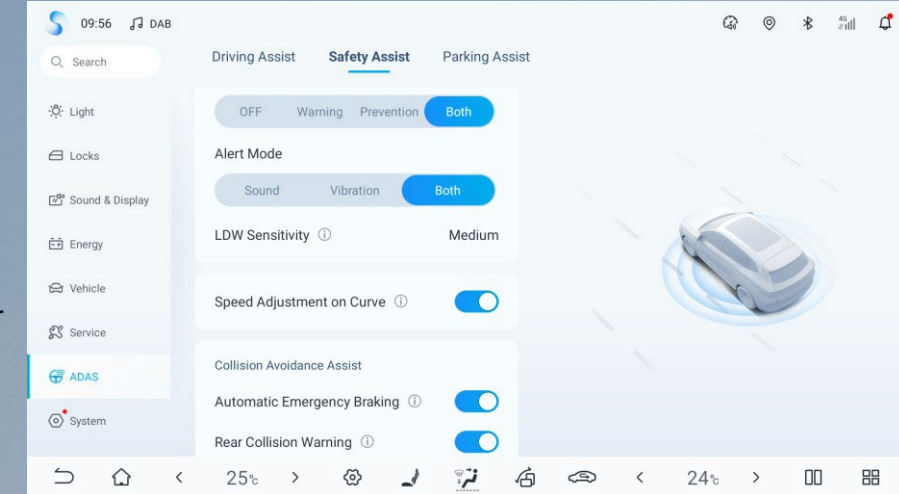 09:56 DAB
4G
Search
Driving Assist Safety Assist Parking Assist
Light
Locks
Sound & Display
Energy
Vehicle
Service
ADAS
System
OFF Warning Prevention Both
Alert Mode
Sound Vibration Both
LDW Sensitivity Medium
Speed Adjustment on Curve
Collision Avoidance Assist
Automatic Emergency Braking
Rear Collision Warning
25°c 24°c